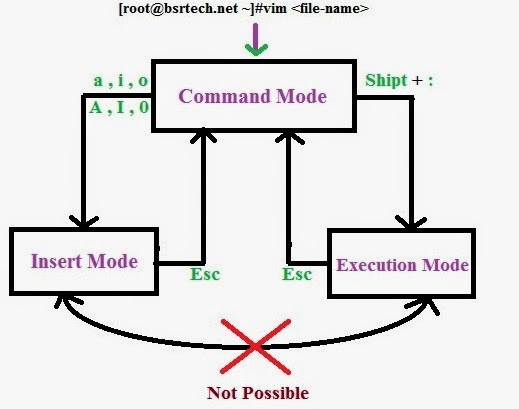 [root@bsrtech.net ~]#vim <file-name>
a , i , o
A , I , 0
Command Mode
Shipt + :
Insert Mode
Esc
Esc
Execution Mode
Not Possible